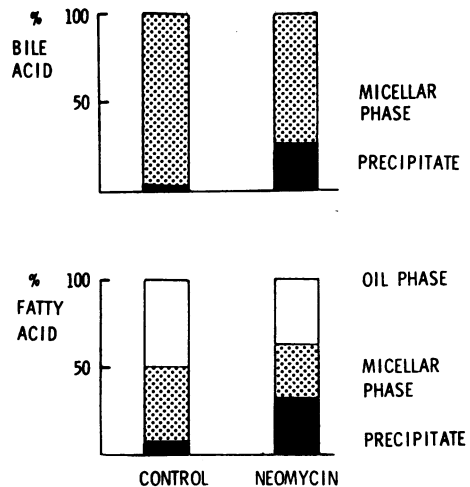 % 100
BILE
ACID
50
MICELLAR
PHASE
PRECIPITATE
% 100
FATTY
ACID
50
OIL PHASE
MICELLAR
PHASE
PRECIPITATE
CONTROL NEOMYCIN